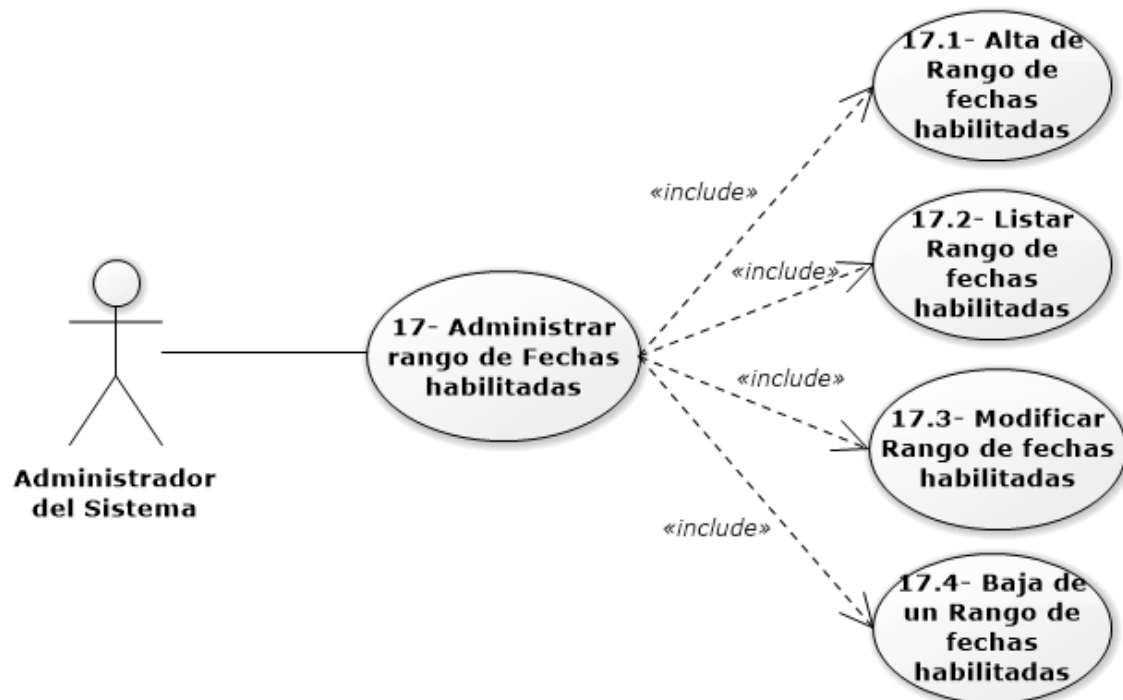 17.1- Alta de
Rango de
fechas
habilitadas
«include»
17.2- Listar
Rango de
fechas
habilitadas
«include»
17- Administrar
rango de Fechas
habilitadas
«include»
17.3- Modificar
Rango de fechas
habilitadas
Administrador
del Sistema
«include»
17.4- Baja de
un Rango de
fechas
habilitadas